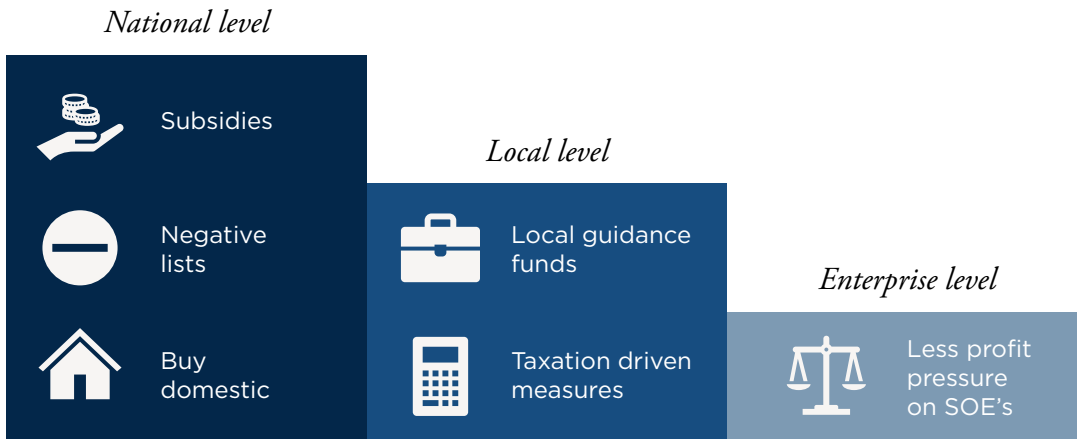 National level
Subsidies
Negative
lists
Buy
domestic
Local level
Local guidance
funds
Taxation driven
measures
Enterprise level
Less profit
pressure
on SOE's